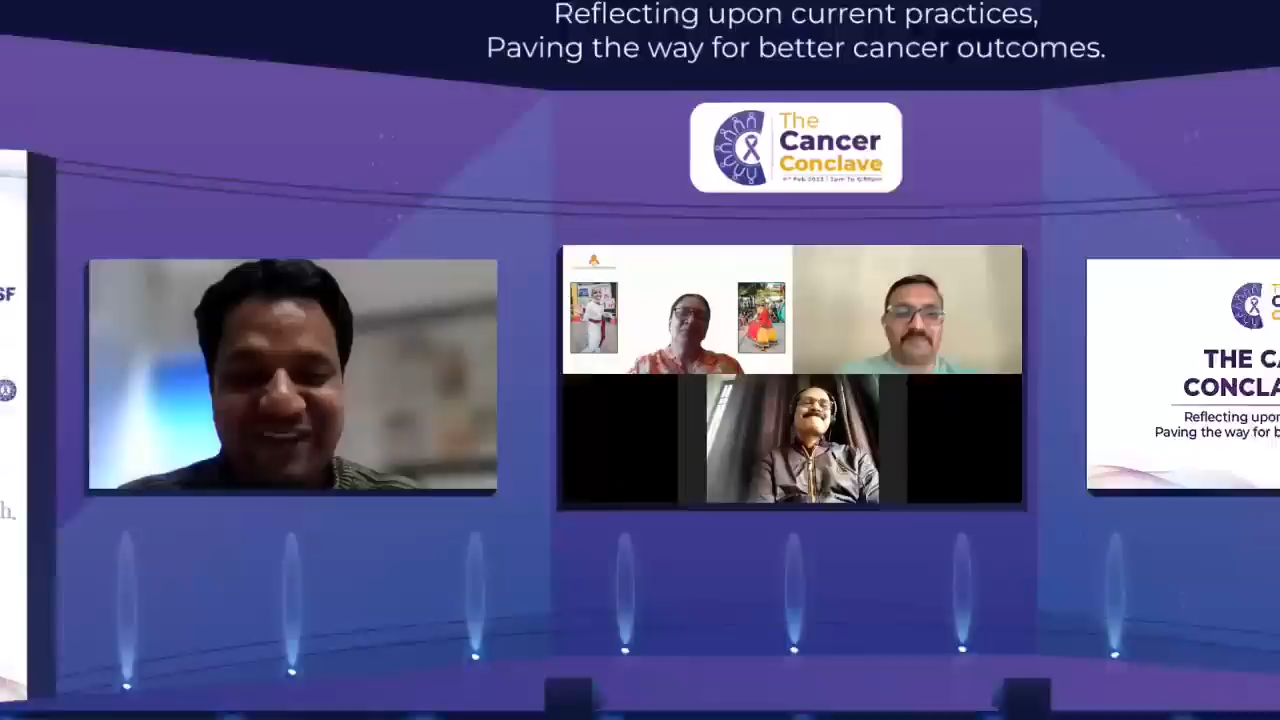 Reflecting upon current practices,
Paving the way for better cancer outcomes.
The
Cancer
Conclave
SF
h.
THE CA
CONCLA
Reflecting upon
Paving the way for b